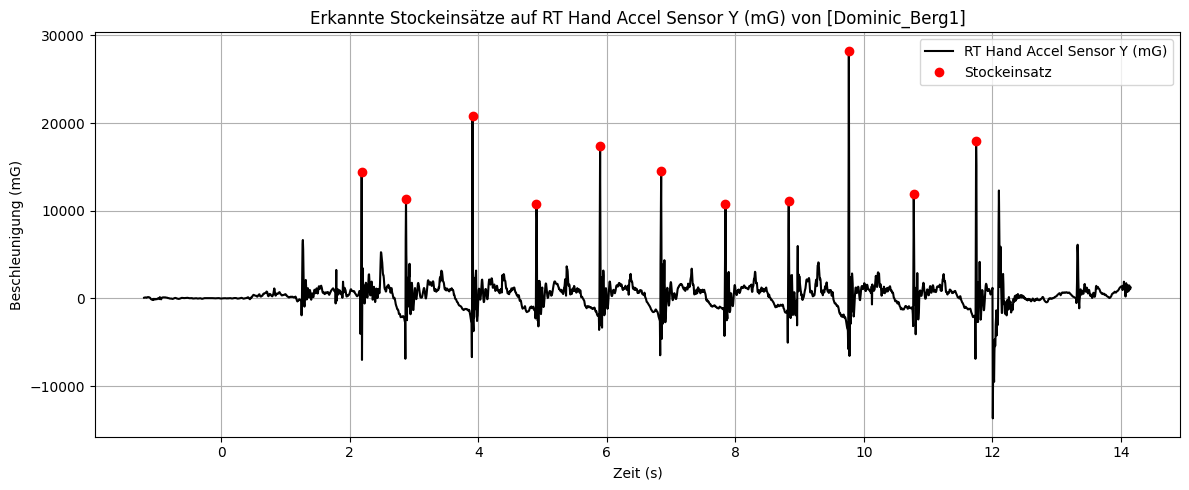 Erkannte Stockeinsätze auf RT Hand Accel Sensor Y (mG) von [Dominic_Berg1]
RT Hand Accel Sensor Y (mG)
Stockeinsatz
Beschleunigung (mG)
30000
20000
10000
0
−10000
0 2 4 6 8 10 12 14
Zeit (s)